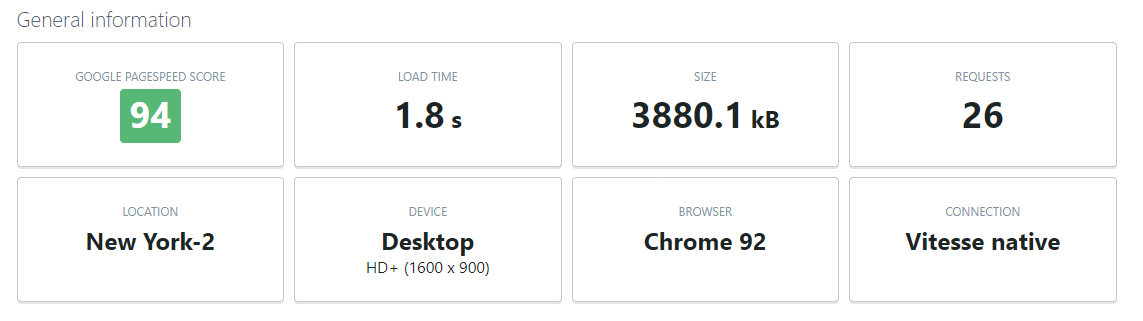 General information
GOOGLE PAGESPEED SCORE
94
LOAD TIME
1.8 s
SIZE
3880.1 kB
REQUESTS
26
LOCATION
New York-2
DEVICE
Desktop
HD+ (1600 x 900)
BROWSER
Chrome 92
CONNECTION
Vitesse native